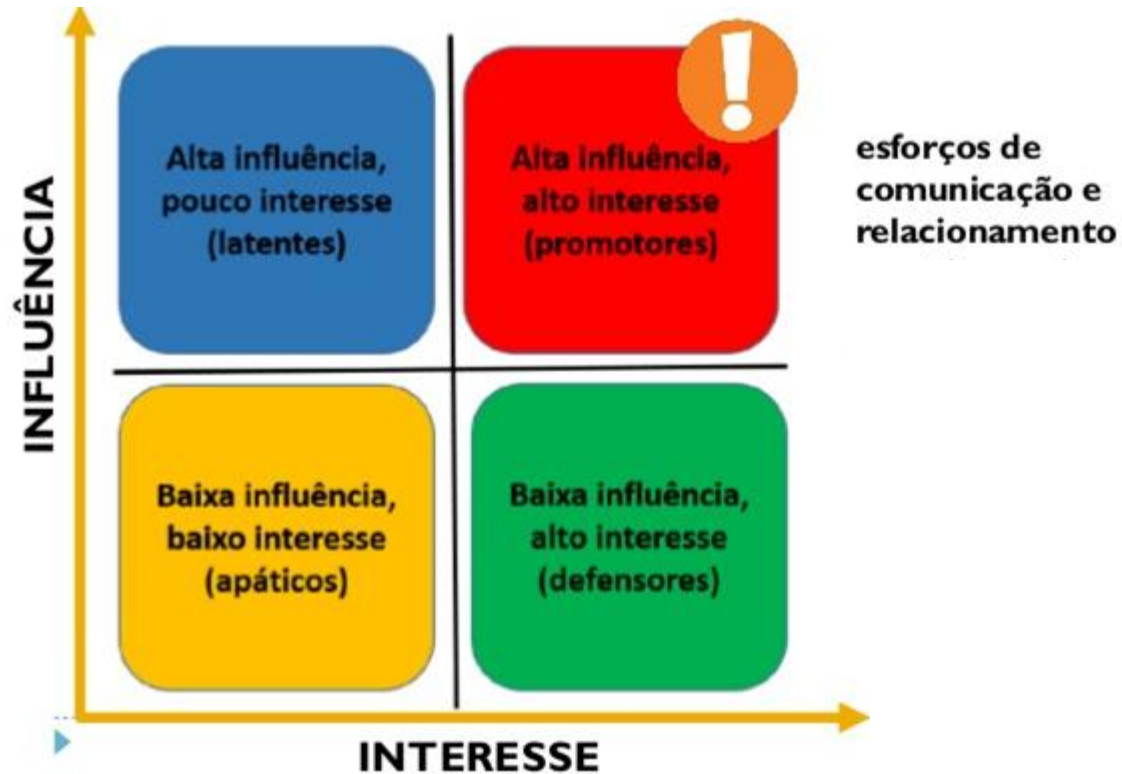 INFLUÊNCIA
Alta influência,
pouco interesse
(latentes)
Alta influência,
alto interesse
(promotores)
esforços de
comunicação e
relacionamento
Baixa influência,
baixo interesse
(apáticos)
Baixa influência,
alto interesse
(defensores)
INTERESSE